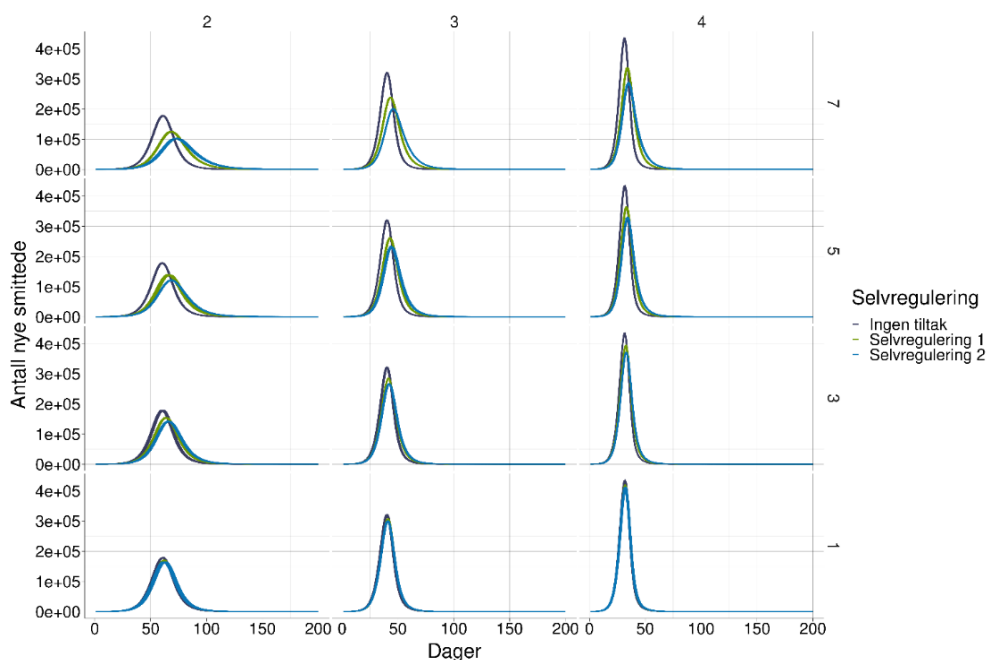 2
3
4
4e+05
3e+05
2e+05
1e+05
0e+00
7
4e+05
3e+05
2e+05
1e+05
0e+00
5
4e+05
3e+05
2e+05
1e+05
0e+00
3
4e+05
3e+05
2e+05
1e+05
0e+00
1
0 50 100 150 200
0 50 100 150 200
0 50 100 150 200
Dager
Antall nye smittede
Selvregulering
Ingen tiltak
Selvregulering 1
Selvregulering 2